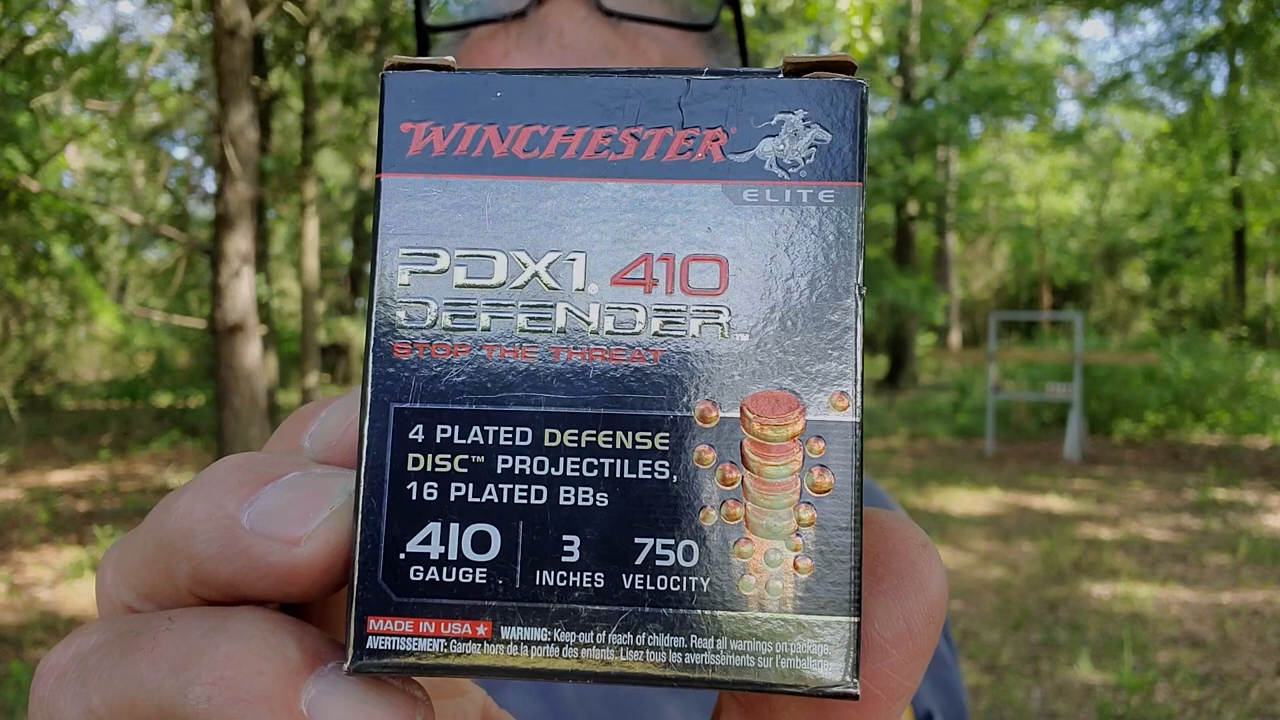 WINCHESTER®
ELITE
PDX1® 410
DEFENDER™
STOP THE THREAT
4 PLATED DEFENSE
DISC™ PROJECTILES,
16 PLATED BBs
.410 3 750
GAUGE INCHES VELOCITY
MADE IN USA WARNING: Keep out of reach of children. Read all warnings on package.
AVERTISSEMENT: Gardez hors de la portée des enfants. Lisez tous les avertissements sur l'emballage.